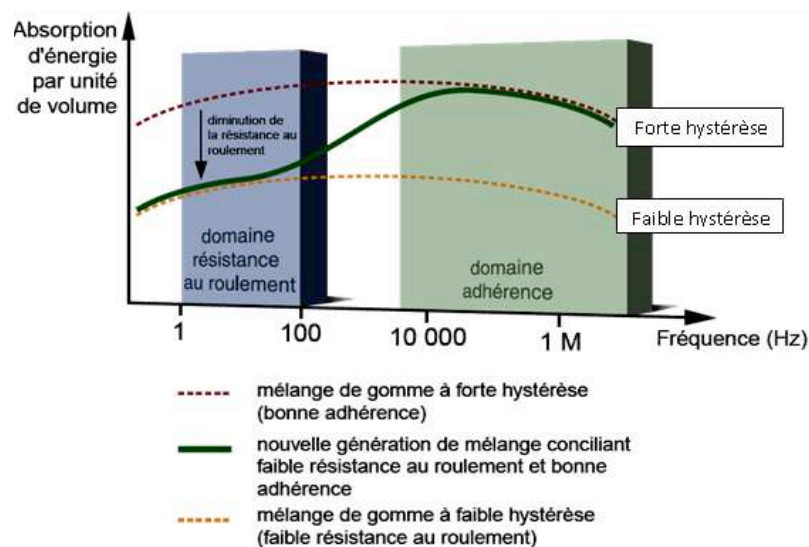 Absorption
d'énergie
par unité
de volume
diminution de
la résistance au
roulement
Forte hystérèse
Faible hystérèse
domaine
résistance
au roulement
domaine
adhérence
1
100
10 000
1 M
Fréquence (Hz)
mélange de gomme à forte hystérèse
(bonne adhérence)
nouvelle génération de mélange conciliant
faible résistance au roulement et bonne
adhérence
mélange de gomme à faible hystérèse
(faible résistance au roulement)